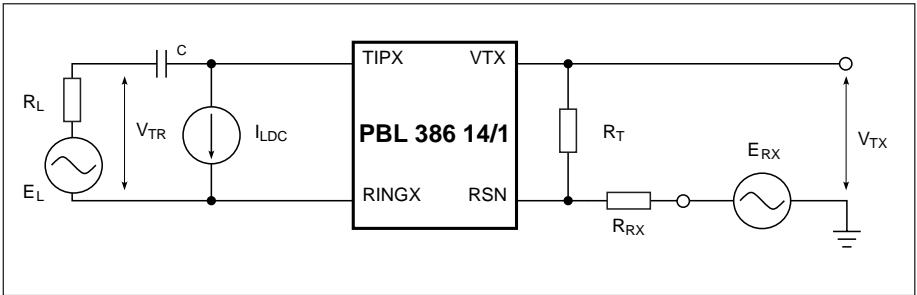 C
TIPX VTX
R_L
V_TR
I_LDC
PBL 386 14/1
R_T
E_RX
V_TX
E_L
RINGX RSN
R_RX